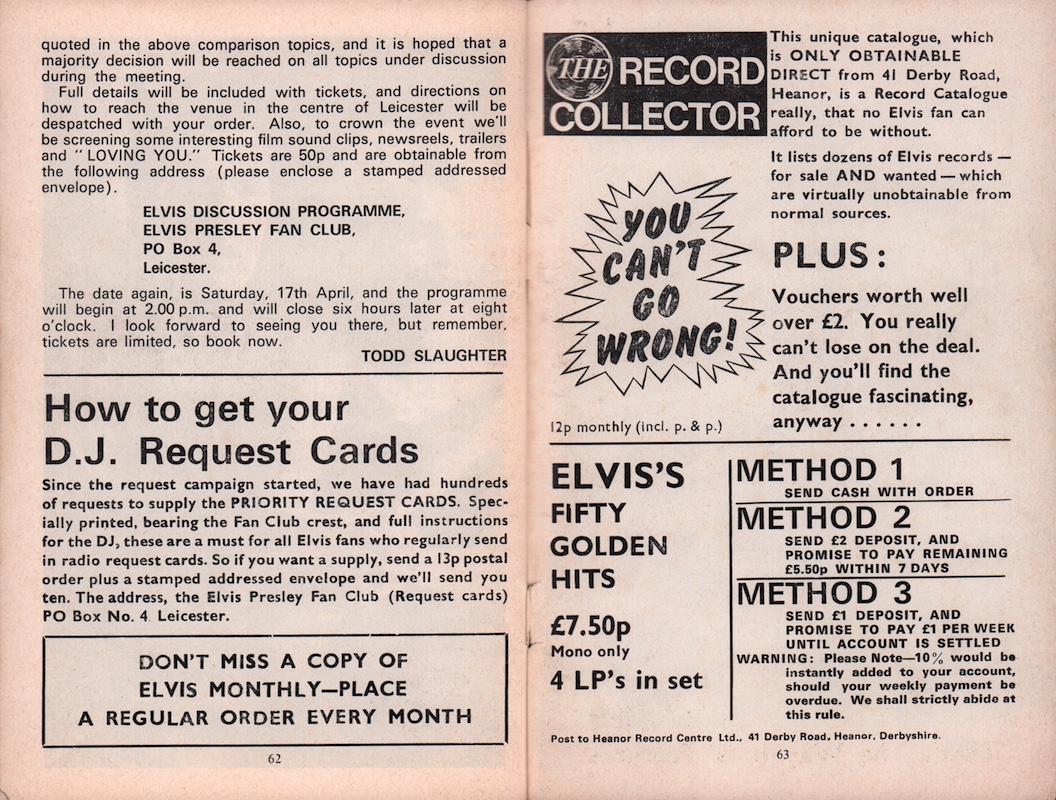 quoted in the above comparison topics, and it is hoped that a
majority decision will be reached on all topics under discussion
during the meeting.
Full details will be included with tickets, and directions on
how to reach the venue in the centre of Leicester will be
despatched with your order. Also, to crown the event we'll
be screening some interesting film sound clips, newsreels, trailers
and "LOVING YOU." Tickets are 50p and are obtainable from
the following address (please enclose a stamped addressed
envelope).
ELVIS DISCUSSION PROGRAMME,
ELVIS PRESLEY FAN CLUB,
PO Box 4,
Leicester.
The date again, is Saturday, 17th April, and the programme
will begin at 2.00 p.m. and will close six hours later at eight
o'clock. I look forward to seeing you there, but remember,
tickets are limited, so book now.
TODD SLAUGHTER
How to get your
D.J. Request Cards
Since the request campaign started, we have had hundreds
of requests to supply the PRIORITY REQUEST CARDS. Spec-
ially printed, bearing the Fan Club crest, and full instructions
for the DJ, these are a must for all Elvis fans who regularly send
in radio request cards. So if you want a supply, send a 13p postal
order plus a stamped addressed envelope and we'll send you
ten. The address, the Elvis Presley Fan Club (Request cards)
PO Box No. 4 Leicester.
DON'T MISS A COPY OF
ELVIS MONTHLY—PLACE
A REGULAR ORDER EVERY MONTH
62
THE RECORD
COLLECTOR
This unique catalogue, which
is ONLY OBTAINABLE
DIRECT from 41 Derby Road,
Heanor, is a Record Catalogue
really, that no Elvis fan can
afford to be without.
It lists dozens of Elvis records —
for sale AND wanted — which
are virtually unobtainable from
normal sources.
YOU
CAN'T
GO
WRONG!
12p monthly (incl. p. & p.)
PLUS:
Vouchers worth well
over £2. You really
can't lose on the deal.
And you'll find the
catalogue fascinating,
anyway . . . . . .
ELVIS'S
FIFTY
GOLDEN
HITS
£7.50p
Mono only
4 LP's in set
METHOD 1
SEND CASH WITH ORDER
METHOD 2
SEND £2 DEPOSIT, AND
PROMISE TO PAY REMAINING
£5.50p WITHIN 7 DAYS
METHOD 3
SEND £1 DEPOSIT, AND
PROMISE TO PAY £1 PER WEEK
UNTIL ACCOUNT IS SETTLED
WARNING: Please Note—10% would be
instantly added to your account,
should your weekly payment be
overdue. We shall strictly abide at
this rule.
Post to Heanor Record Centre Ltd., 41 Derby Road, Heanor, Derbyshire.
63